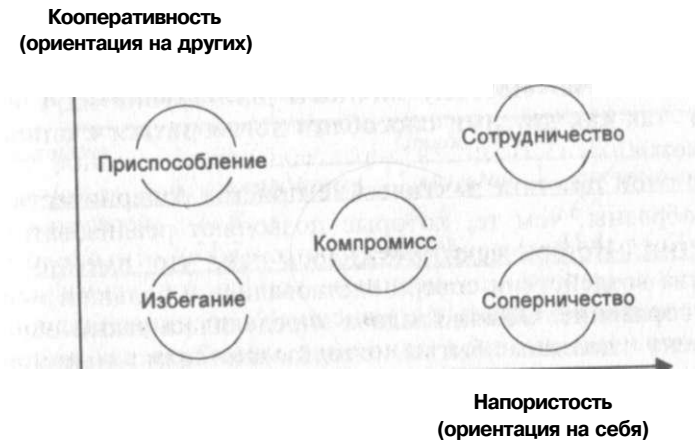 Кооперативность
(ориентация на других)
Сотрудничество
Приспособление
Компромисс
Избегание
Соперничество
Напористость
(ориентация на себя)